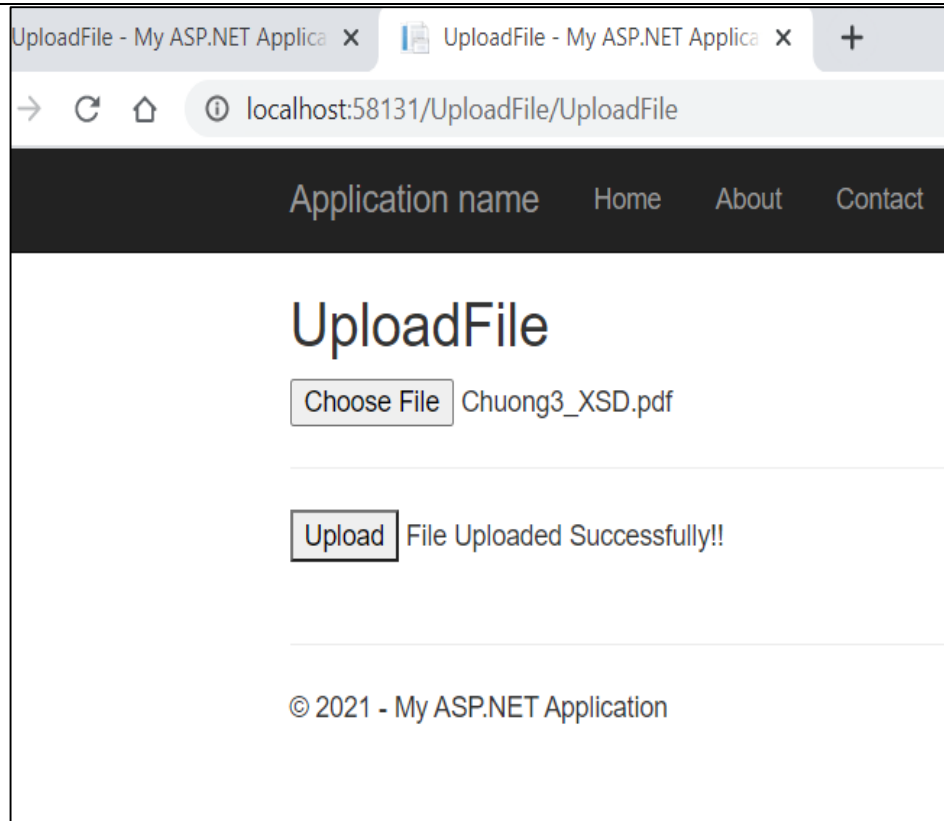 UploadFile - My ASP.NET Applica × UploadFile - My ASP.NET Applica × +
localhost:58131/UploadFile/UploadFile
Application name Home About Contact
UploadFile
Choose File Chuong3_XSD.pdf
Upload File Uploaded Successfully!!
© 2021 - My ASP.NET Application